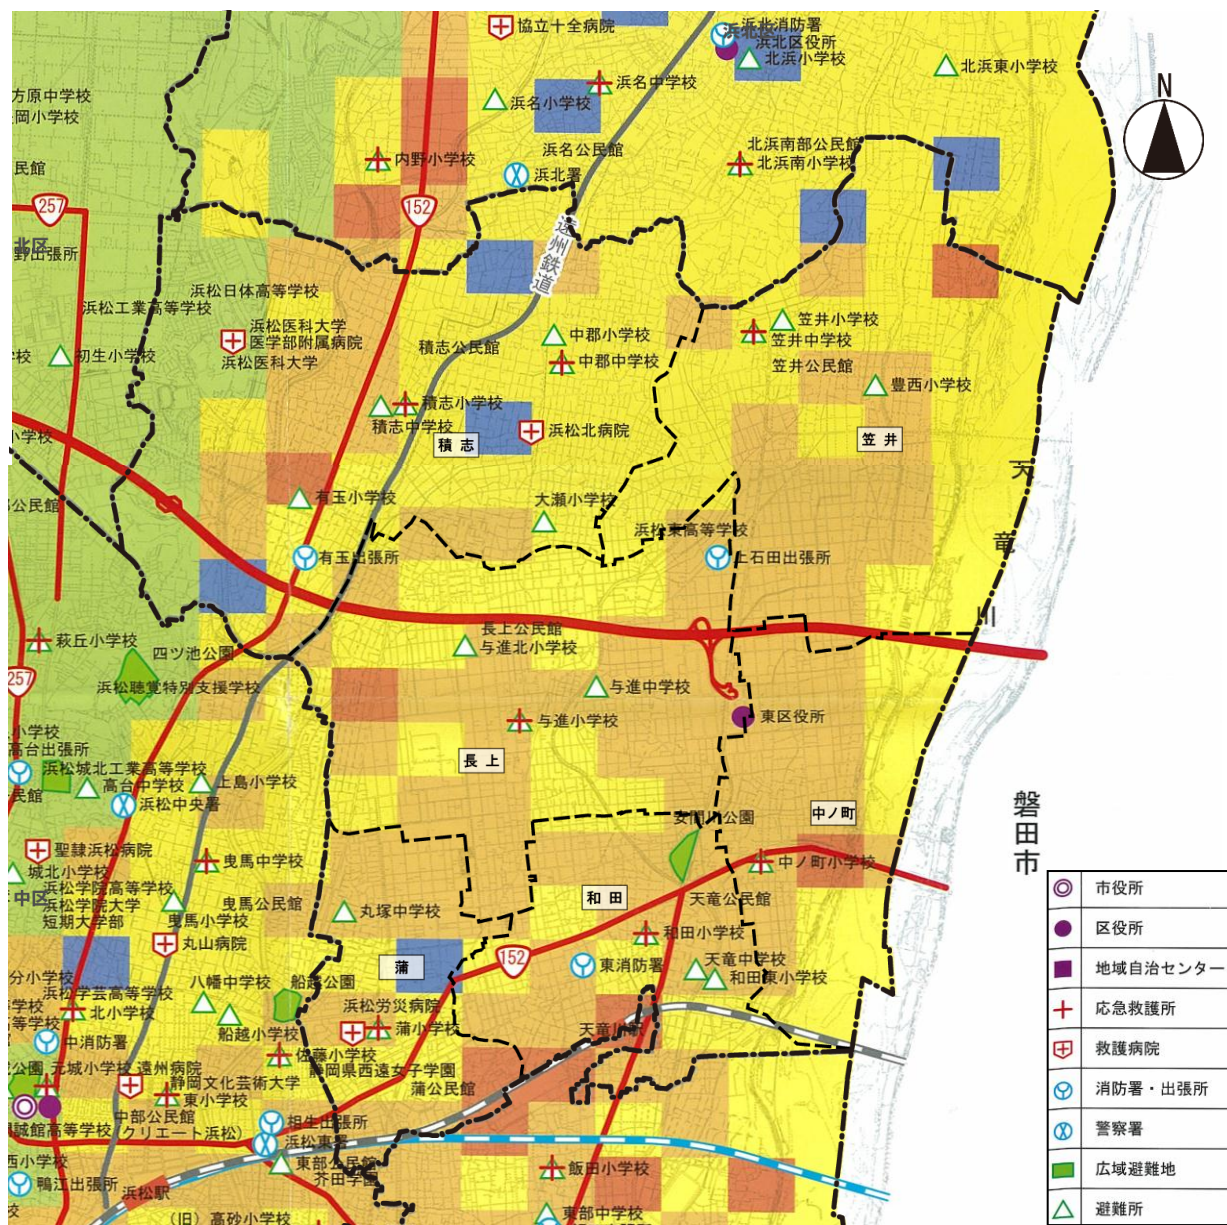 協立十全病院
浜北消防署
浜北区役所
北浜小学校
北浜東小学校
方原中学校
岡小学校
浜名中学校
浜名小学校
N
民館
内野小学校
浜名公民館
浜北署
北浜南部公民館
北浜南小学校
257
152
北区
野出張所
遠州鉄道
浜松日体高等学校
浜松工業高等学校
浜松医科大学
医学部附属病院
浜松医科大学
学校
初生小学校
積志公民館
中郡小学校
中郡中学校
笠井小学校
笠井中学校
笠井公民館
豊西小学校
積志小学校
積志中学校
積志
浜松北病院
笠井
小学校
天
竜
川
公民館
有玉小学校
大瀬小学校
浜松東高等学校
有玉出張所
上石田出張所
萩丘小学校
四ツ池公園
長上公民館
与進北小学校
257
浜松聴覚特別支援学校
与進中学校
与進小学校
東区役所
小学校
高台出張所
浜松城北工業高等学校
民館
高台中学校
上島小学校
浜松中央署
長上
磐田市
安間川公園
中ノ町
聖隷浜松病院
城北小学校
曳馬中学校
中ノ町小学校
中区
浜松学院高等学校
浜松学院大学
短期大学部
曳馬小学校
曳馬公民館
丸塚中学校
和田
天竜公民館
丸山病院
152
和田小学校
蒲
東消防署
天竜中学校
和田東小学校
分小学校
浜松学芸高等学校
八幡中学校
船越公園
等学校
高等学校
北小学校
船越小学校
浜松労災病院
蒲小学校
天竜川駅
中消防署
佐藤小学校
静岡県西遠女子学園
公園
元城小学校
遠州病院
静岡文化芸術大学
東小学校
蒲公民館
中部公民館
(クリエート浜松)
誠館高等学校
相生出張所
浜松東署
西小学校
東部公民館
芥田学園
飯田小学校
鴨江出張所
浜松駅
(旧)高砂小学校
東部中学校
市役所
区役所
地域自治センター
応急救護所
救護病院
消防署・出張所
警察署
広域避難地
避難所